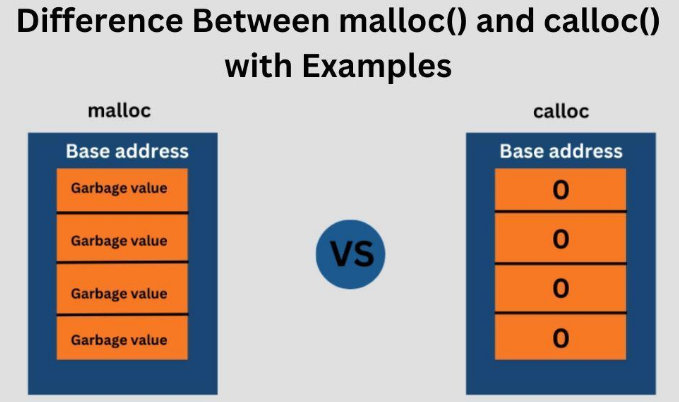 Difference Between malloc() and calloc()
with Examples
malloc
Base address
Garbage value
Garbage value
Garbage value
Garbage value
VS
calloc
Base address
0
0
0
0